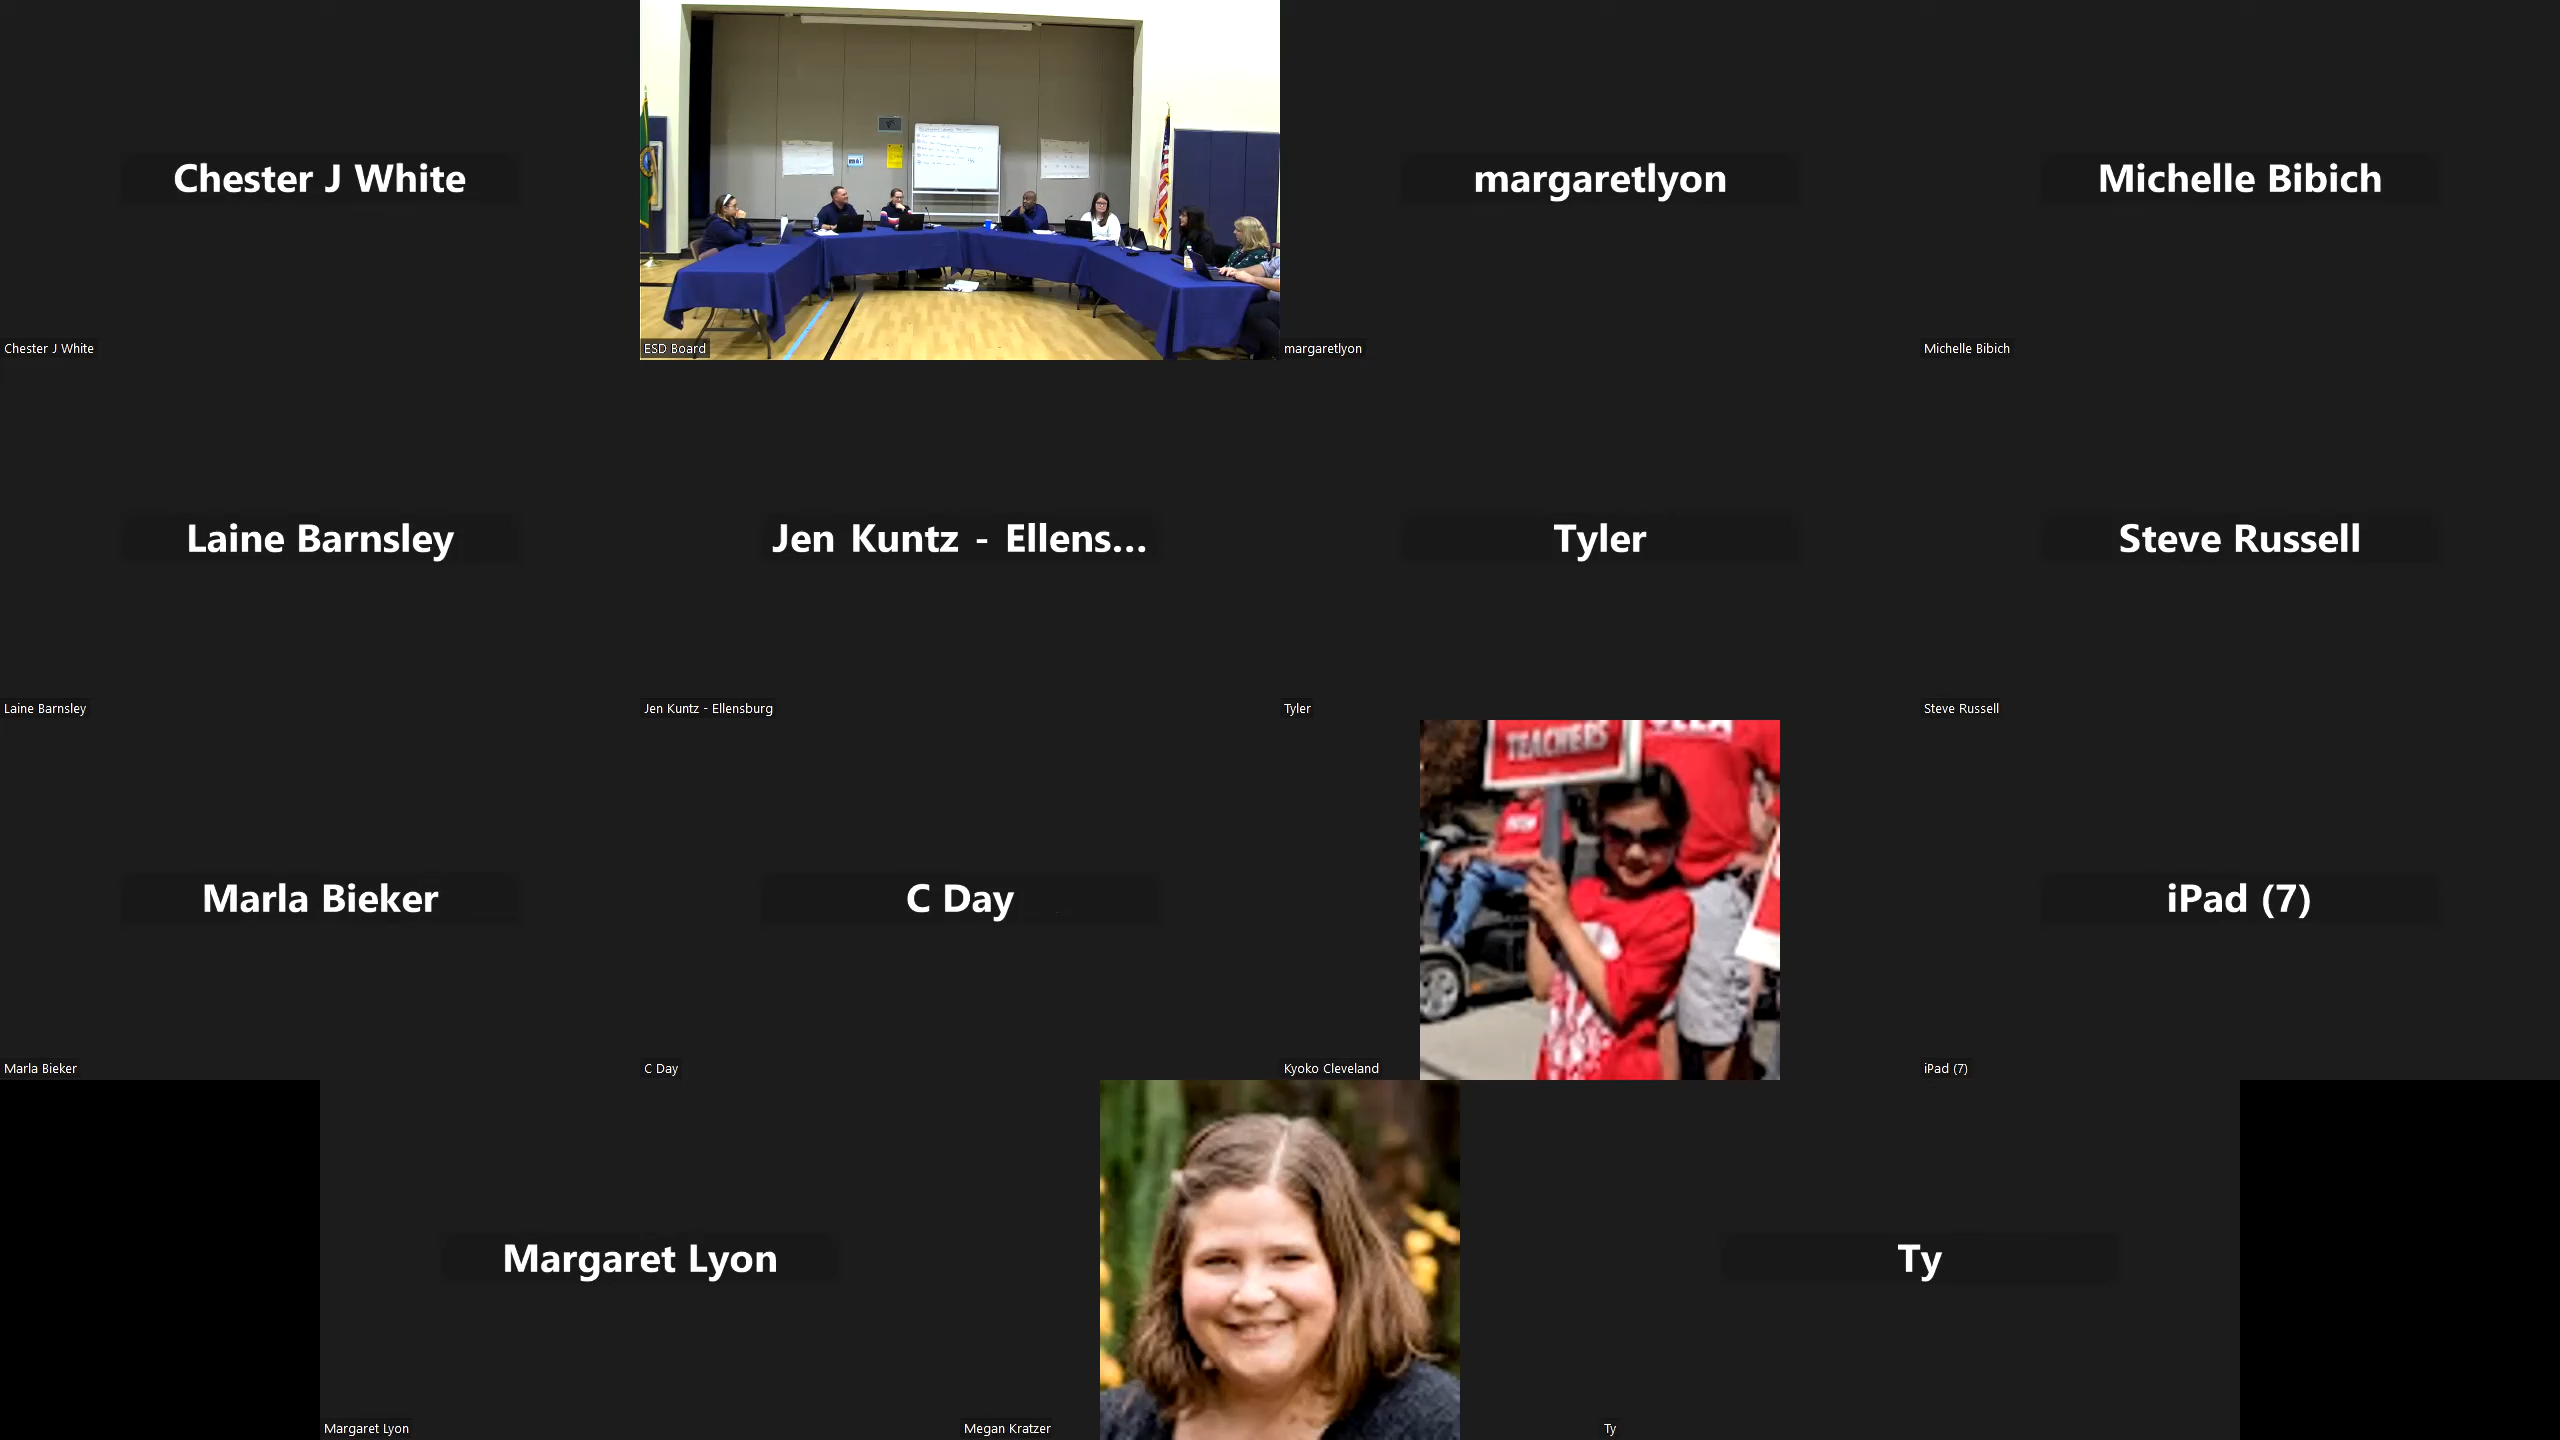 Chester J White
margaretlyon
Michelle Bibich
Chester J White
ESD Board
margaretlyon
Michelle Bibich
Laine Barnsley
Jen Kuntz - Ellens...
Tyler
Steve Russell
Laine Barnsley
Jen Kuntz - Ellensburg
Tyler
Steve Russell
TEACHERS
Marla Bieker
C Day
iPad (7)
Marla Bieker
C Day
Kyoko Cleveland
iPad (7)
Margaret Lyon
Ty
Margaret Lyon
Megan Kratzer
Ty